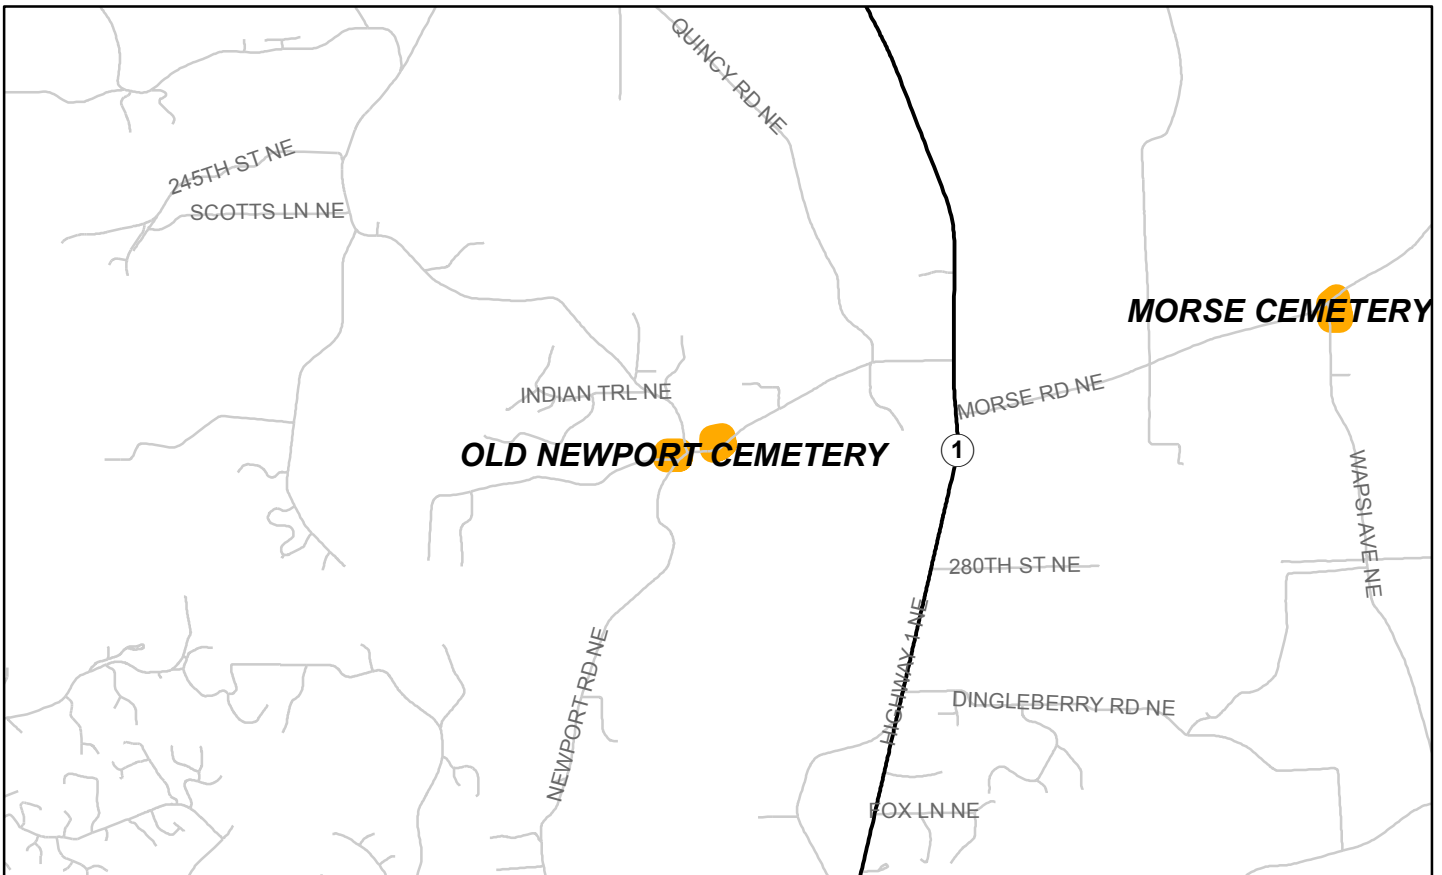 QUINCY RD NE
245TH ST NE
SCOTTS LN NE
MORSE CEMETERY
INDIAN TRL NE
MORSE RD NE
OLD NEWPORT CEMETERY
1
WAPSI AVE NE
280TH ST NE
HIGHWAY 1 NE
NEWPORT RD NE
DINGLEBERRY RD NE
FOX LN NE